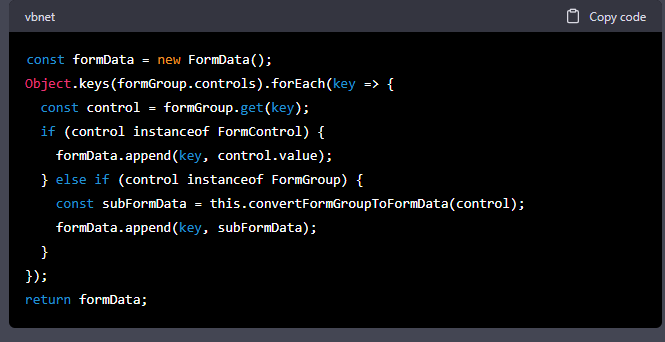 vbnet
Copy code
const formData = new FormData();
Object.keys(formGroup.controls).forEach(key => {
  const control = formGroup.get(key);
  if (control instanceof FormControl) {
    formData.append(key, control.value);
  } else if (control instanceof FormGroup) {
    const subFormData = this.convertFormGroupToFormData(control);
    formData.append(key, subFormData);
  }
});
return formData;